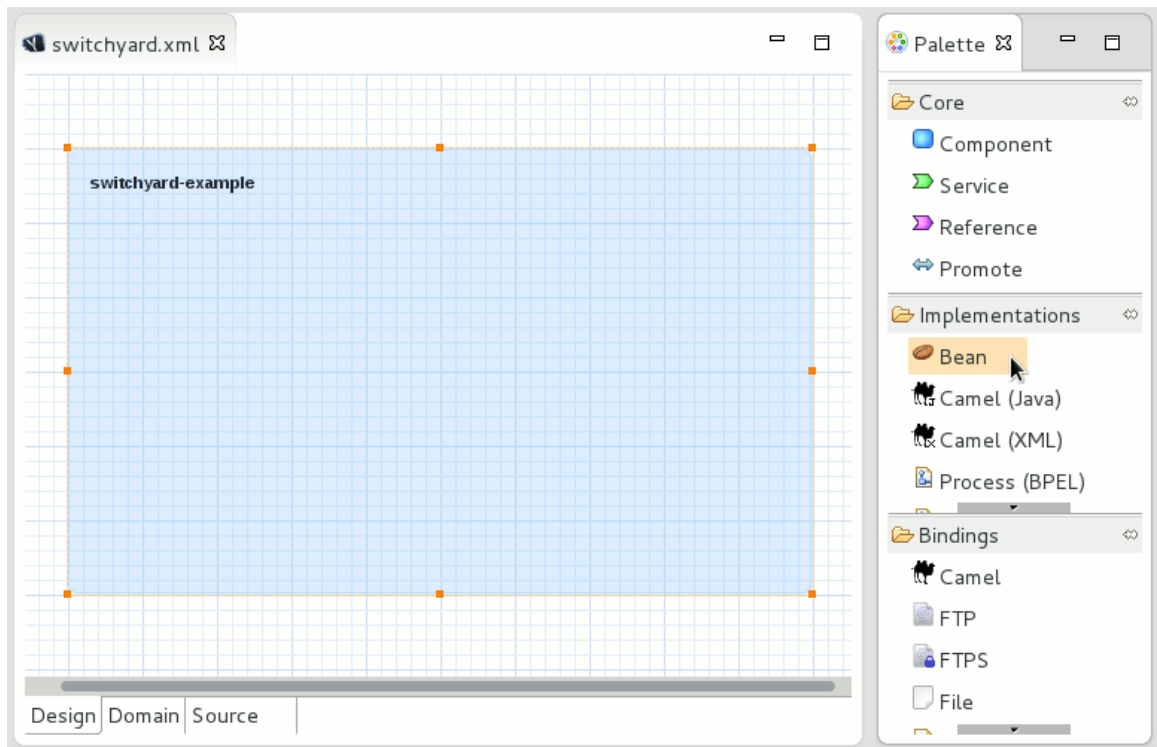 switchyard.xml
switchyard-example
Design Domain Source
Palette
Core
Component
Service
Reference
Promote
Implementations
Bean
Camel (Java)
Camel (XML)
Process (BPEL)
Bindings
Camel
FTP
FTPS
File